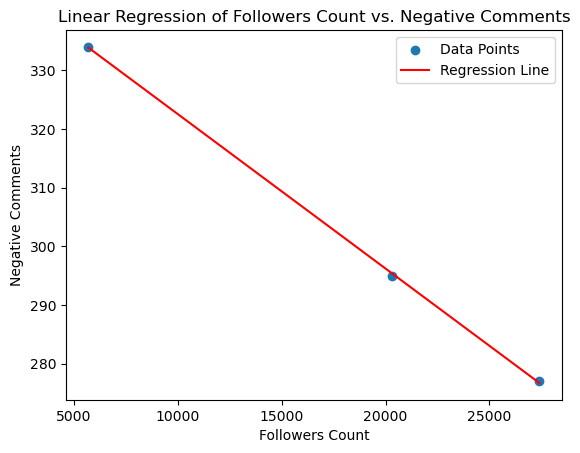 Linear Regression of Followers Count vs. Negative Comments
Data Points
Regression Line
Negative Comments
330
320
310
300
290
280
5000
10000
15000
20000
25000
Followers Count